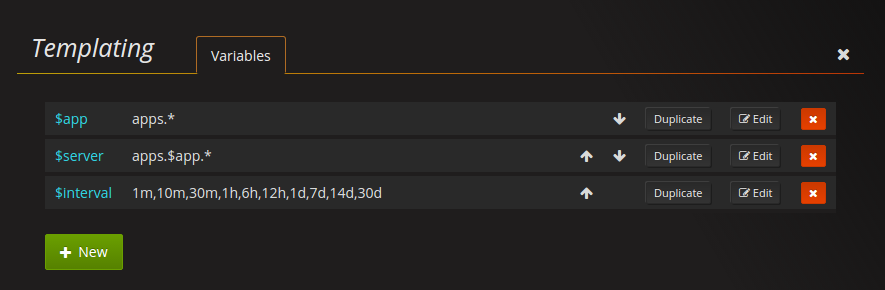 Templating Variables
$app apps.* Duplicate Edit
$server apps.$app.* Duplicate Edit
$interval 1m,10m,30m,1h,6h,12h,1d,7d,14d,30d Duplicate Edit
+ New